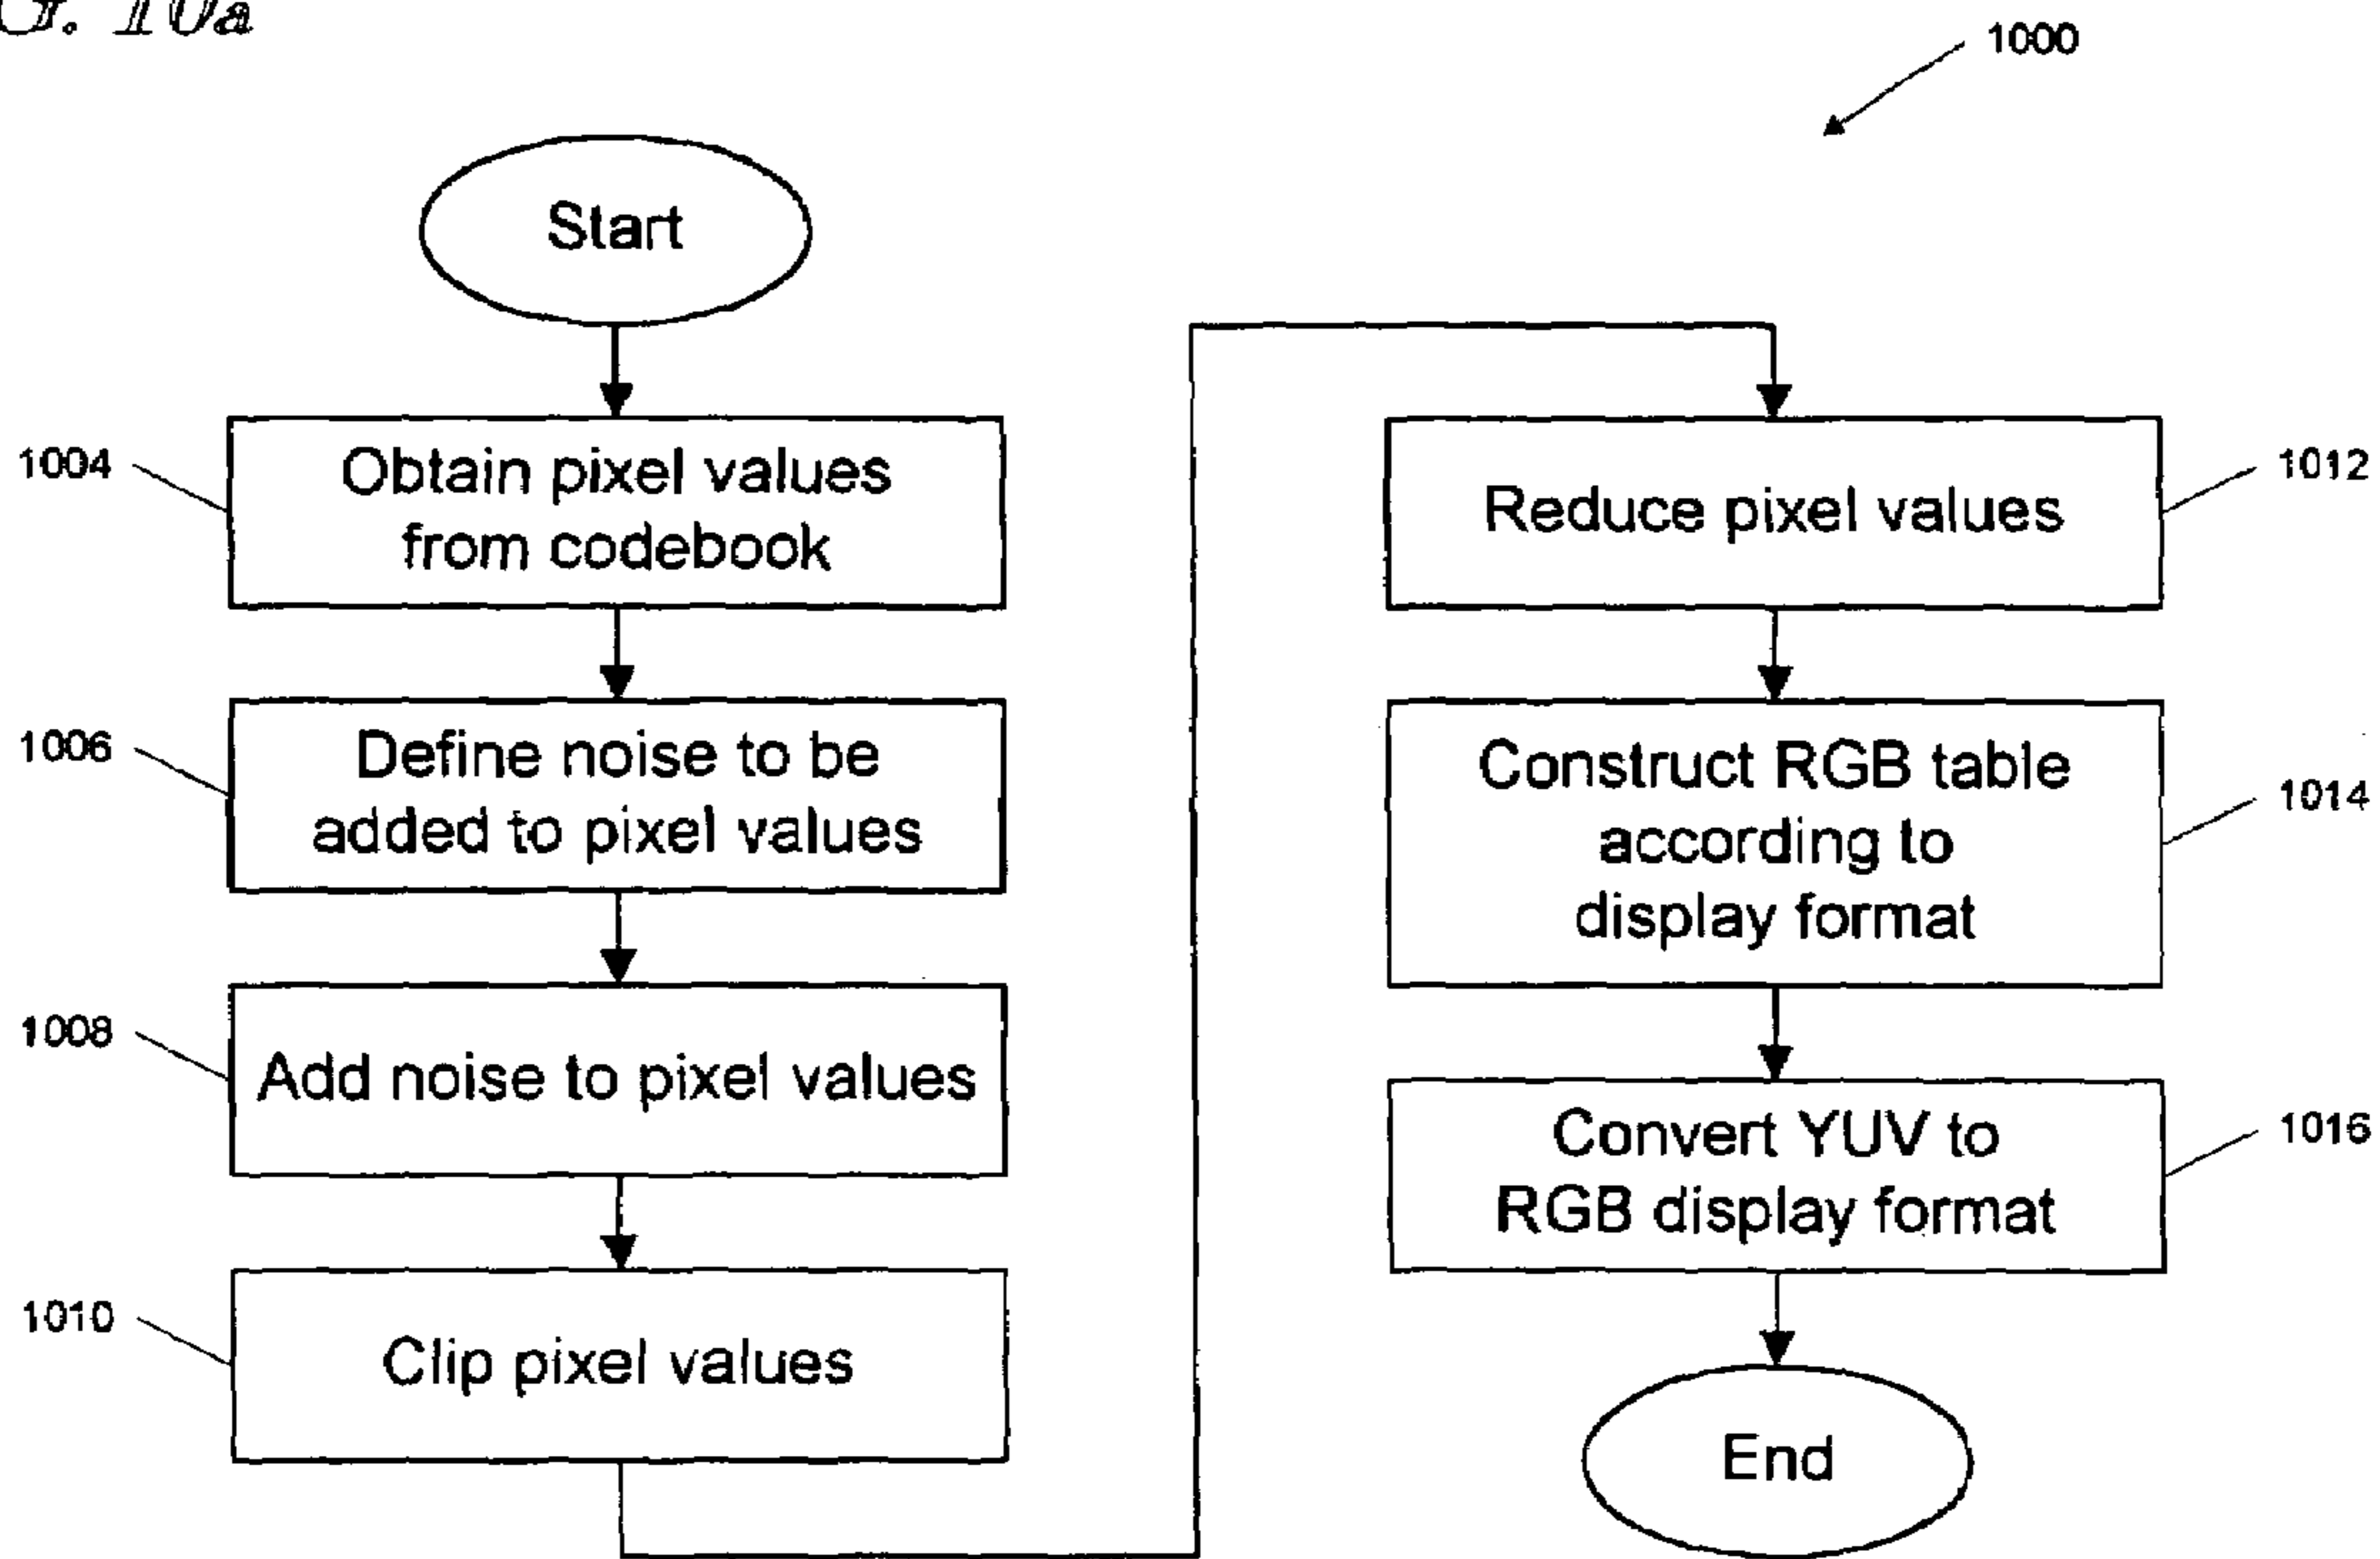 10a
1000
Start
1004
Obtain pixel values
from codebook
1006
Define noise to be
added to pixel values
1008
Add noise to pixel values
1010
Clip pixel values
1012
Reduce pixel values
1014
Construct RGB table
according to
display format
1016
Convert YUV to
RGB display format
End